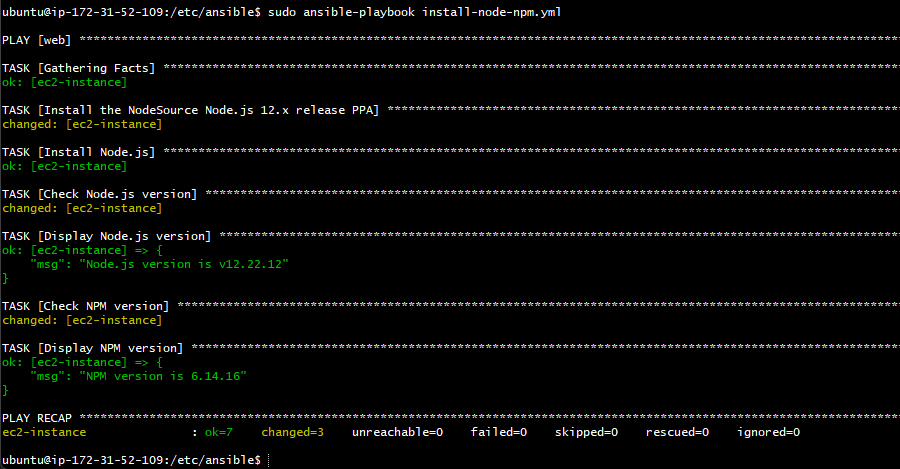 ubuntu@ip-172-31-52-109:/etc/ansible$ sudo ansible-playbook install-node-npm.yml
PLAY [web] *********************************************************************************************************************
TASK [Gathering Facts] *********************************************************************************************************
ok: [ec2-instance]
TASK [Install the NodeSource Node.js 12.x release PPA] *************************************************************************
changed: [ec2-instance]
TASK [Install Node.js] *********************************************************************************************************
ok: [ec2-instance]
TASK [Check Node.js version] ***************************************************************************************************
changed: [ec2-instance]
TASK [Display Node.js version] *************************************************************************************************
ok: [ec2-instance] => {
    "msg": "Node.js version is v12.22.12"
}
TASK [Check NPM version] *******************************************************************************************************
changed: [ec2-instance]
TASK [Display NPM version] *****************************************************************************************************
ok: [ec2-instance] => {
    "msg": "NPM version is 6.14.16"
}
PLAY RECAP *********************************************************************************************************************
ec2-instance               : ok=7    changed=3    unreachable=0    failed=0    skipped=0    rescued=0    ignored=0
ubuntu@ip-172-31-52-109:/etc/ansible$